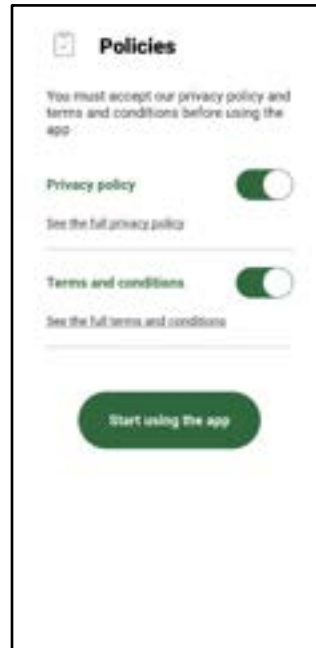 Policies
You must accept our privacy policy and
terms and conditions before using the
app
Privacy policy
See the full privacy policy
Terms and conditions
See the full terms and conditions
Start using the app